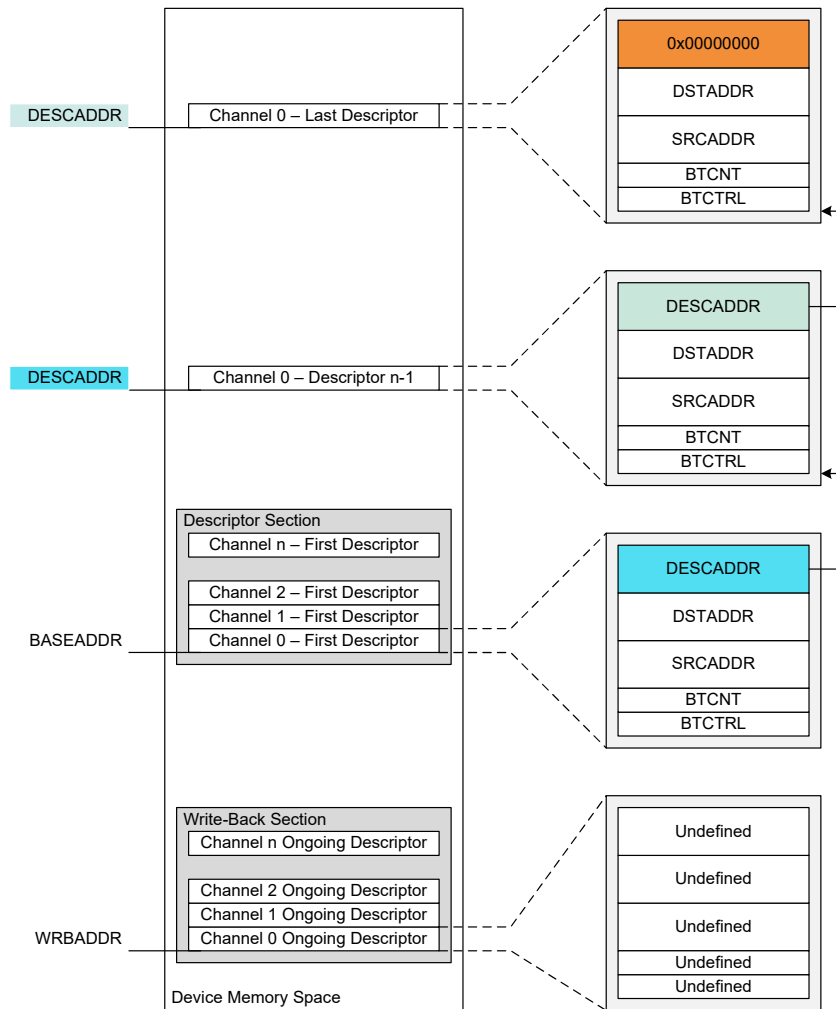 0x00000000
DSTADDR
DESCADDR
Channel 0 – Last Descriptor
SRCADDR
BTCNT
BTCTRL
DESCADDR
DSTADDR
DESCADDR
Channel 0 – Descriptor n-1
SRCADDR
BTCNT
BTCTRL
Descriptor Section
Channel n – First Descriptor
DESCADDR
Channel 2 – First Descriptor
Channel 1 – First Descriptor
DSTADDR
BASEADDR
Channel 0 – First Descriptor
SRCADDR
BTCNT
BTCTRL
Write-Back Section
Channel n Ongoing Descriptor
Undefined
Channel 2 Ongoing Descriptor
Undefined
Channel 1 Ongoing Descriptor
Undefined
WRBADDR
Channel 0 Ongoing Descriptor
Undefined
Undefined
Device Memory Space